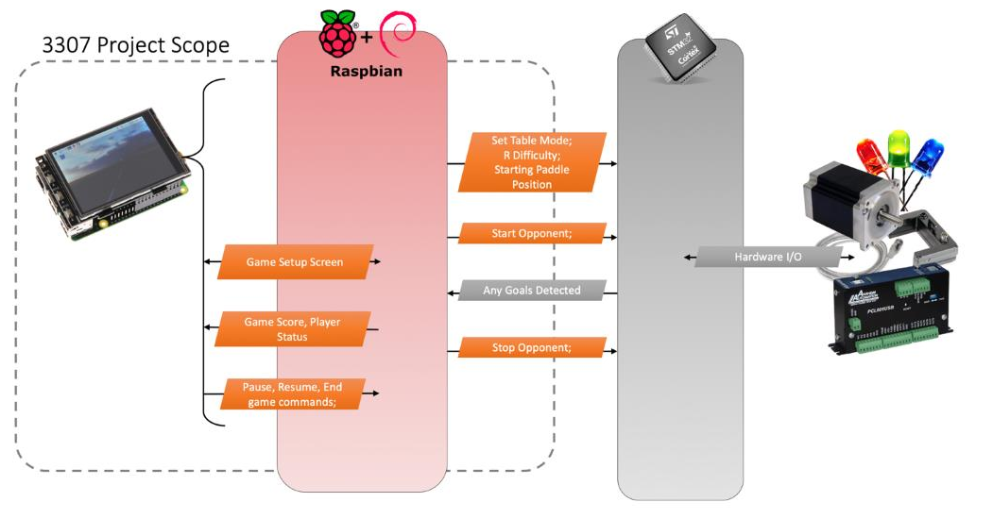 3307 Project Scope
+
®
Raspbian
STM32
Cortex
Set Table Mode;
R Difficulty;
Starting Paddle
Position
Start Opponent;
Game Setup Screen
Hardware I/O
Any Goals Detected
Game Score, Player
Status
Stop Opponent;
Pause, Resume, End
game commands;